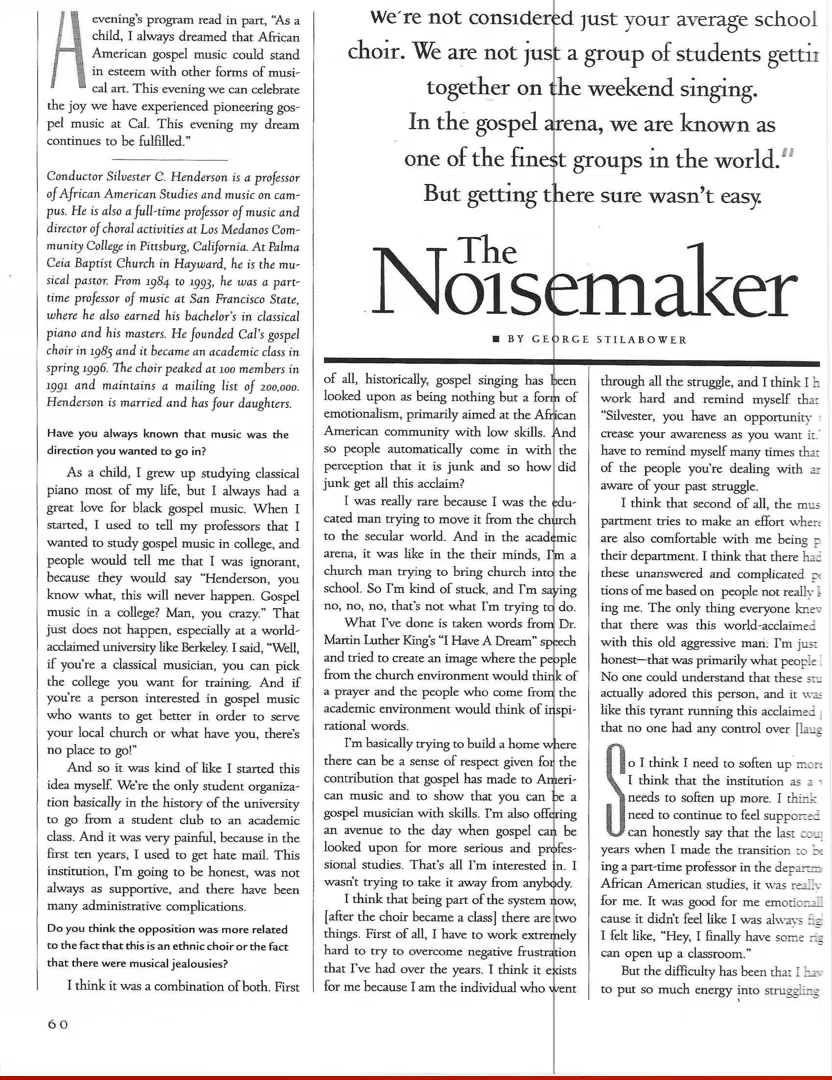 We're not considered just your average school
choir. We are not just a group of students
together on the weekend singing.
In the gospel arena, we are known as
one of the finest groups in the world."
But getting there sure wasn't easy.
The
Noisemaker
■ BY GEORGE STILABOWER
A evening's program read in part, "As a
child, I always dreamed that African
American gospel music could stand
in esteem with other forms of musi-
cal art. This evening we can celebrate
the joy we have experienced pioneering gos-
pel music at Cal. This evening my dream
continues to be fulfilled."
Conductor Silvester C. Henderson is a professor
of African American Studies and music on cam-
pus. He is also a full-time professor of music and
director of choral activities at Los Medanos Com-
munity College in Pittsburg, California. At Palma
Ceia Baptist Church in Hayward, he is the mu-
sical pastor. From 1984 to 1993, he was a part-
time professor of music at San Francisco State,
where he also earned his bachelor's in classical
piano and his masters. He founded Cal's gospel
choir in 1985 and it became an academic class in
spring 1996. The choir peaked at 100 members in
1991 and maintains a mailing list of 200,000.
Henderson is married and has four daughters.
Have you always known that music was the
direction you wanted to go in?
As a child, I grew up studying classical
piano most of my life, but I always had a
great love for black gospel music. When I
started, I used to tell my professors that I
wanted to study gospel music in college, and
people would tell me that I was ignorant,
because they would say "Henderson, you
know what, this will never happen. Gospel
music in a college? Man, you crazy." That
just does not happen, especially at a world-
acclaimed university like Berkeley. I said, "Well,
if you're a classical musician, you can pick
the college you want for training. And if
you're a person interested in gospel music
who wants to get better in order to serve
your local church or what have you, there's
no place to go!"
And so it was kind of like I started this
idea myself. We're the only student organiza-
tion basically in the history of the university
to go from a student club to an academic
class. And it was very painful, because in the
first ten years, I used to get hate mail. This
institution, I'm going to be honest, was not
always as supportive, and there have been
many administrative complications.
Do you think the opposition was more related
to the fact that this is an ethnic choir or the fact
that there were musical jealousies?
I think it was a combination of both. First
of all, historically, gospel singing has been
looked upon as being nothing but a form of
emotionalism, primarily aimed at the African
American community with low skills. And
so people automatically come in with the
perception that it is junk and so how did
junk get all this acclaim?
I was really rare because I was the edu-
cated man trying to move it from the church
to the secular world. And in the academic
arena, it was like in the their minds, I'm a
church man trying to bring church into the
school. So I'm kind of stuck, and I'm saying
no, no, no, that's not what I'm trying to do.
What I've done is taken words from Dr.
Martin Luther King's "I Have A Dream" speech
and tried to create an image where the people
from the church environment would think of
a prayer and the people who come from the
academic environment would think of inspi-
rational words.
I'm basically trying to build a home where
there can be a sense of respect given for the
contribution that gospel has made to Ameri-
can music and to show that you can be a
gospel musician with skills. I'm also offering
an avenue to the day when gospel can be
looked upon for more serious and profes-
sional studies. That's all I'm interested in. I
wasn't trying to take it away from anybody.
I think that being part of the system now,
[after the choir became a class] there are two
things. First of all, I have to work extremely
hard to try to overcome negative frustration
that I've had over the years. I think it exists
for me because I am the individual who went
through all the struggle, and I think I
work hard and remind myself that
"Silvester, you have an opportunity
crease your awareness as you want it."
have to remind myself many times that
of the people you're dealing with
aware of your past struggle.
I think that second of all, the
partment tries to make an effort where
are also comfortable with me being
their department. I think that there had
these unanswered and complicated
tions of me based on people not really
ing me. The only thing everyone knew
that there was this world-acclaimed
with this old aggressive man. I'm just
honest—that was primarily what people
No one could understand that these
actually adored this person, and it was
like this tyrant running this acclaimed
that no one had any control over
So I think I need to soften up more
I think that the institution as a
needs to soften up more. I think
need to continue to feel supported
can honestly say that the last
years when I made the transition to
ing a part-time professor in the
African American studies, it was really
for me. It was good for me
cause it didn't feel like I was always
I felt like, "Hey, I finally have some
can open up a classroom."
But the difficulty has been that I
to put so much energy into struggling
60